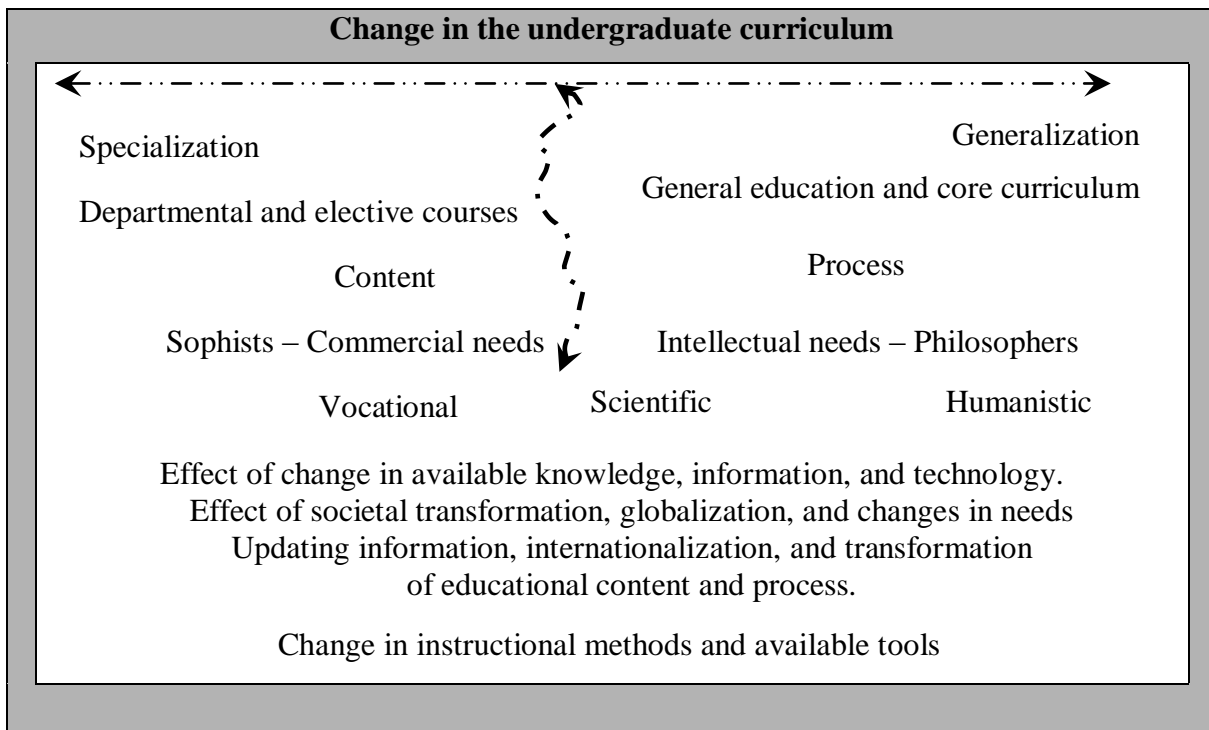 Change in the undergraduate curriculum
Specialization
Generalization
General education and core curriculum
Departmental and elective courses
Content
Process
Sophists – Commercial needs
Intellectual needs – Philosophers
Vocational
Scientific
Humanistic
Effect of change in available knowledge, information, and technology.
Effect of societal transformation, globalization, and changes in needs
Updating information, internationalization, and transformation
of educational content and process.
Change in instructional methods and available tools